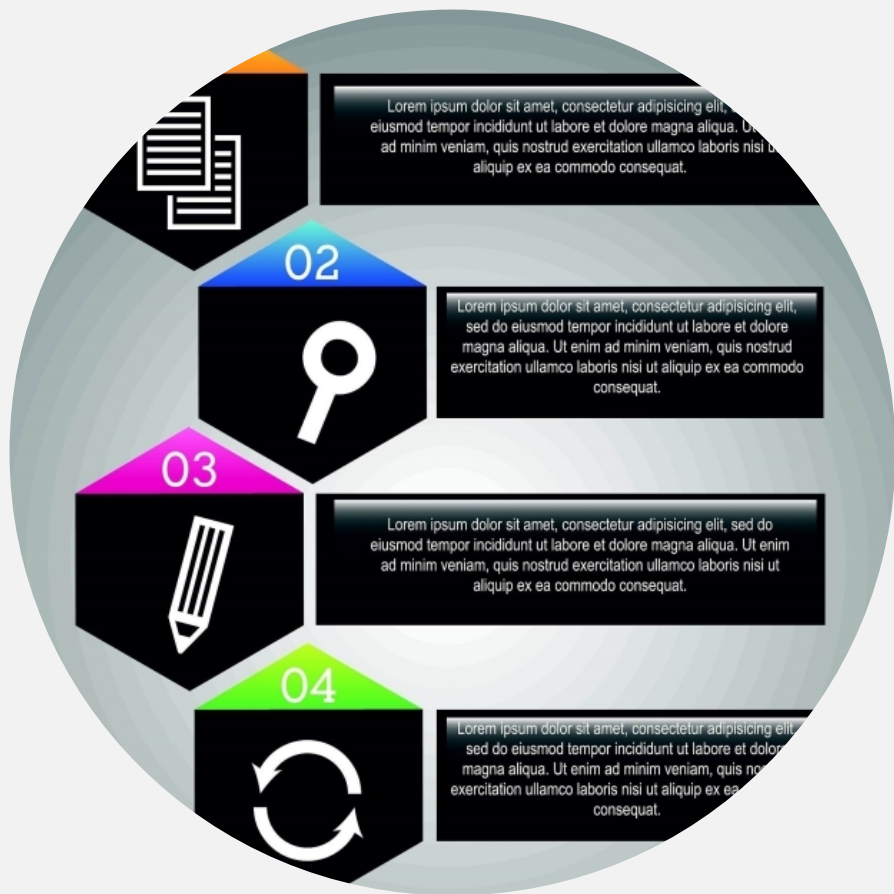 Lorem ipsum dolor sit amet, consectetur adipisicing elit,
eiusmod tempor incididunt ut labore et dolore magna aliqua.
ad minim veniam, quis nostrud exercitation ullamco laboris nisi
aliquip ex ea commodo consequat.
02
Lorem ipsum dolor sit amet, consectetur adipisicing elit,
sed do eiusmod tempor incididunt ut labore et dolore
magna aliqua. Ut enim ad minim veniam, quis nostrud
exercitation ullamco laboris nisi ut aliquip ex ea commodo
consequat.
03
Lorem ipsum dolor sit amet, consectetur adipisicing elit, sed do
eiusmod tempor incididunt ut labore et dolore magna aliqua. Ut enim
ad minim veniam, quis nostrud exercitation ullamco laboris nisi ut
aliquip ex ea commodo consequat.
04
Lorem ipsum dolor sit amet, consectetur adipisicing elit,
sed do eiusmod tempor incididunt ut labore et dolore
magna aliqua. Ut enim ad minim veniam, quis
exercitation ullamco laboris nisi ut aliquip ex ea
consequat.